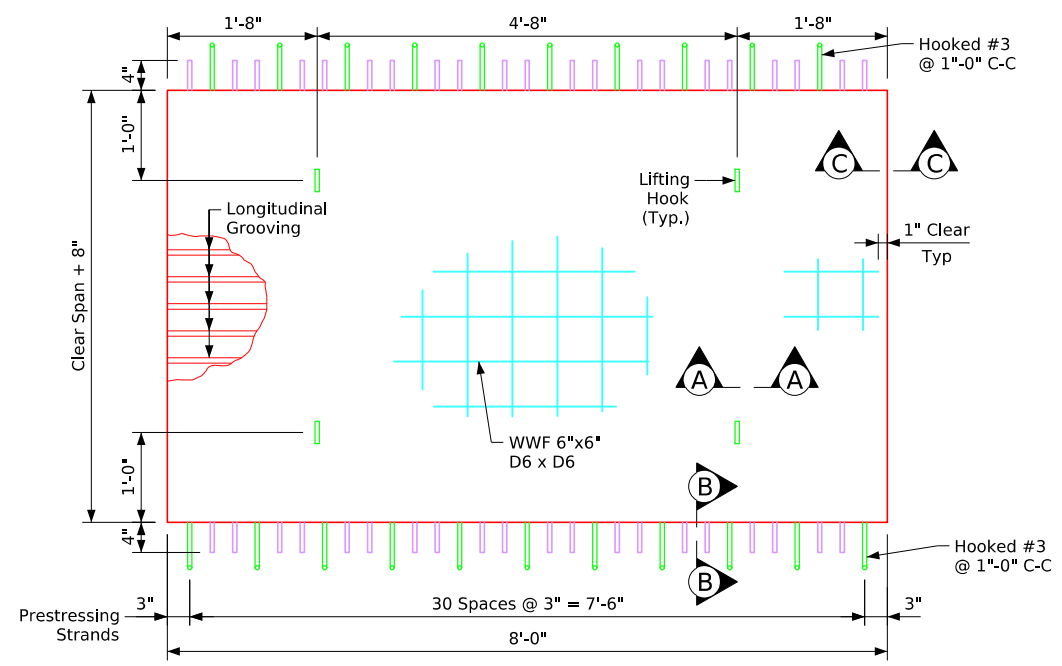 1'-8"
4'-8"
1'-8"
Hooked #3
@ 1"-0" C-C
4"
1'-0"
C
C
Lifting
Hook
(Typ.)
Longitudinal
Grooving
1" Clear
Typ
Clear Span + 8"
A
A
WWF 6"x6"
D6 x D6
B
1'-0"
4"
B
Hooked #3
@ 1"-0" C-C
3"
30 Spaces @ 3" = 7'-6"
3"
Prestressing
Strands
8'-0"